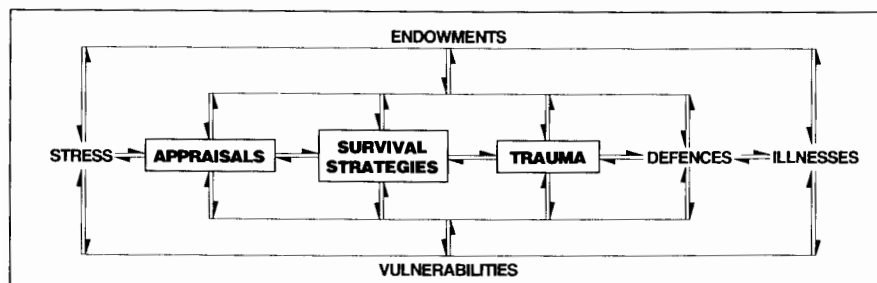 ENDOWMENTS
STRESS APPRAISALS SURVIVAL STRATEGIES TRAUMA DEFENCES ILLNESSES
VULNERABILITIES